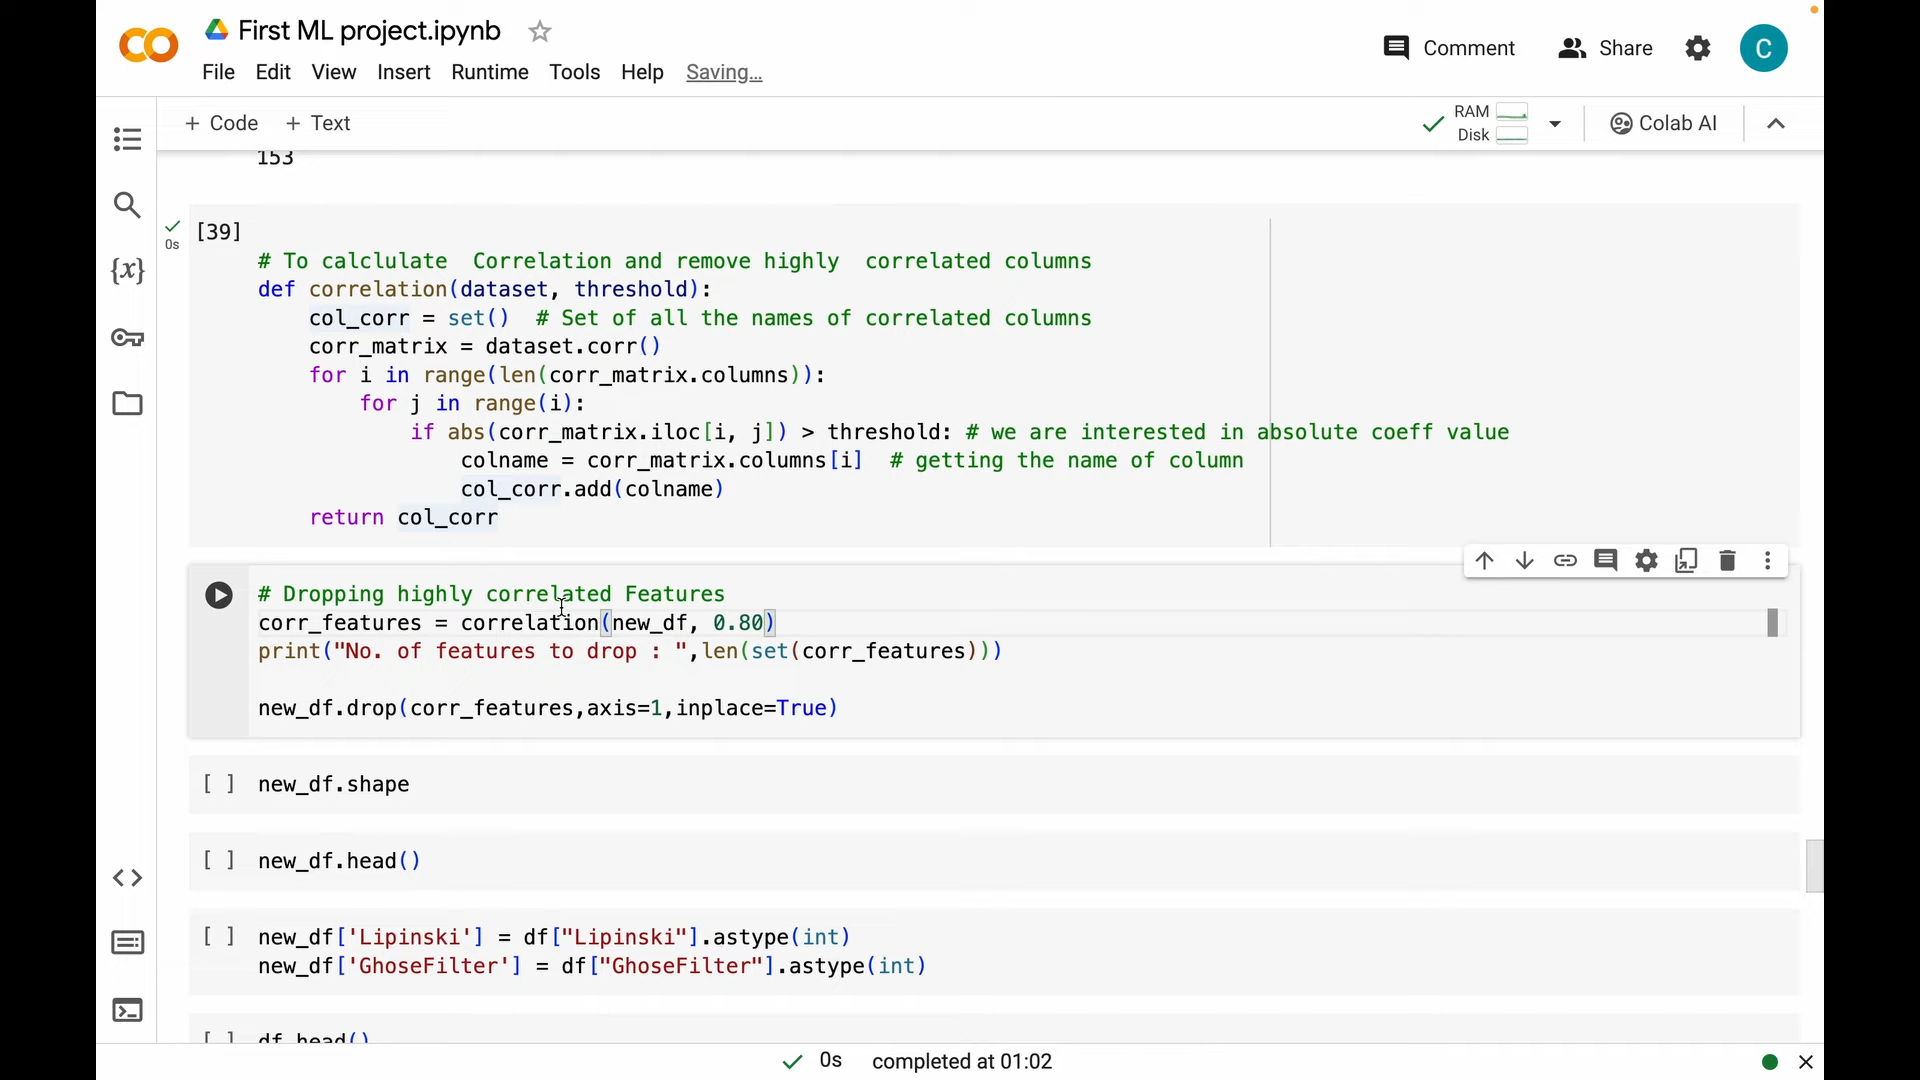 First ML project.ipynb
File Edit View Insert Runtime Tools Help Saving…
Comment Share C
+ Code + Text
RAM
Disk
Colab AI
153
0s
[39]
# To calclulate  Correlation and remove highly  correlated columns
def correlation(dataset, threshold):
    col_corr = set()  # Set of all the names of correlated columns
    corr_matrix = dataset.corr()
    for i in range(len(corr_matrix.columns)):
        for j in range(i):
            if abs(corr_matrix.iloc[i, j]) > threshold: # we are interested in absolute coeff value
                colname = corr_matrix.columns[i]  # getting the name of column
                col_corr.add(colname)
    return col_corr
# Dropping highly correlated Features
corr_features = correlation(new_df, 0.80)
print("No. of features to drop : ",len(set(corr_features)))
new_df.drop(corr_features,axis=1,inplace=True)
[ ] new_df.shape
[ ] new_df.head()
[ ] new_df['Lipinski'] = df["Lipinski"].astype(int)
new_df['GhoseFilter'] = df["GhoseFilter"].astype(int)
[ ] df.head()
0s completed at 01:02